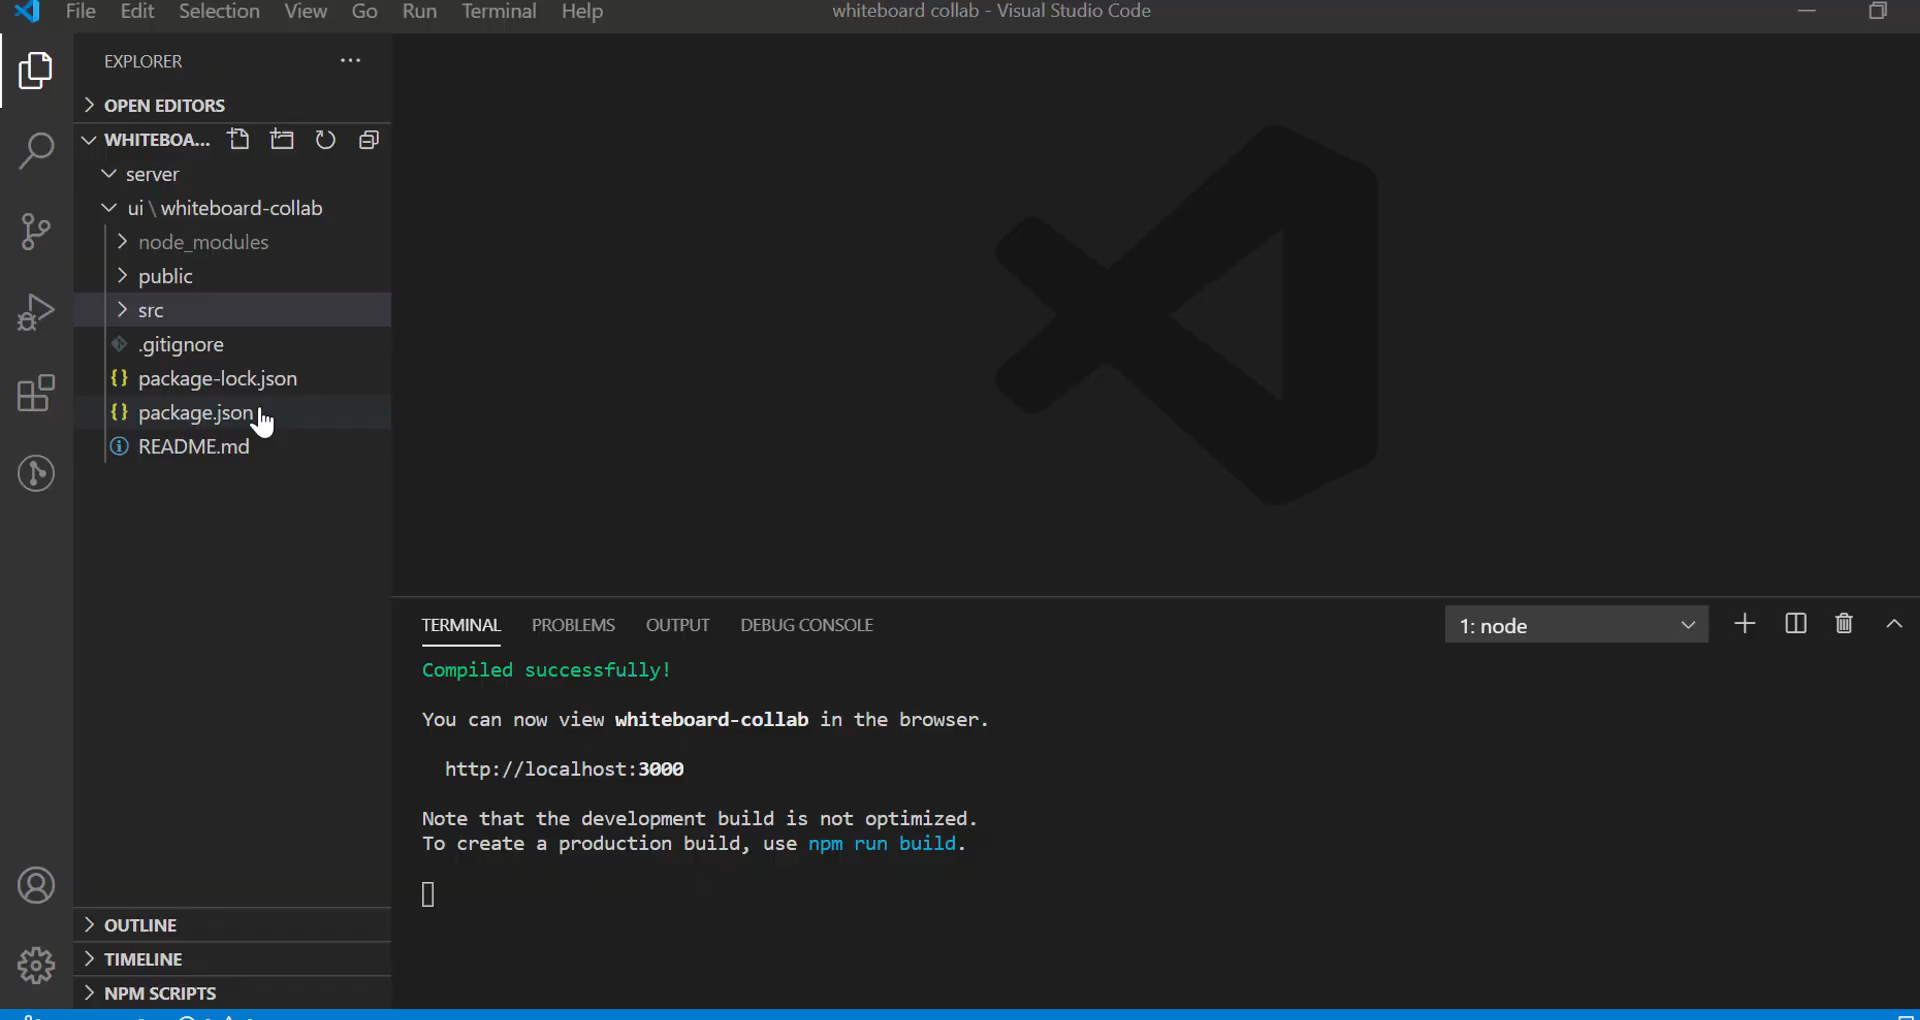 File Edit Selection View Go Run Terminal Help
whiteboard collab - Visual Studio Code
EXPLORER
OPEN EDITORS
WHITEBOA...
server
ui \ whiteboard-collab
node_modules
public
src
.gitignore
package-lock.json
package.json
README.md
OUTLINE
TIMELINE
NPM SCRIPTS
TERMINAL PROBLEMS OUTPUT DEBUG CONSOLE
1: node
Compiled successfully!
You can now view whiteboard-collab in the browser.
http://localhost:3000
Note that the development build is not optimized.
To create a production build, use npm run build.